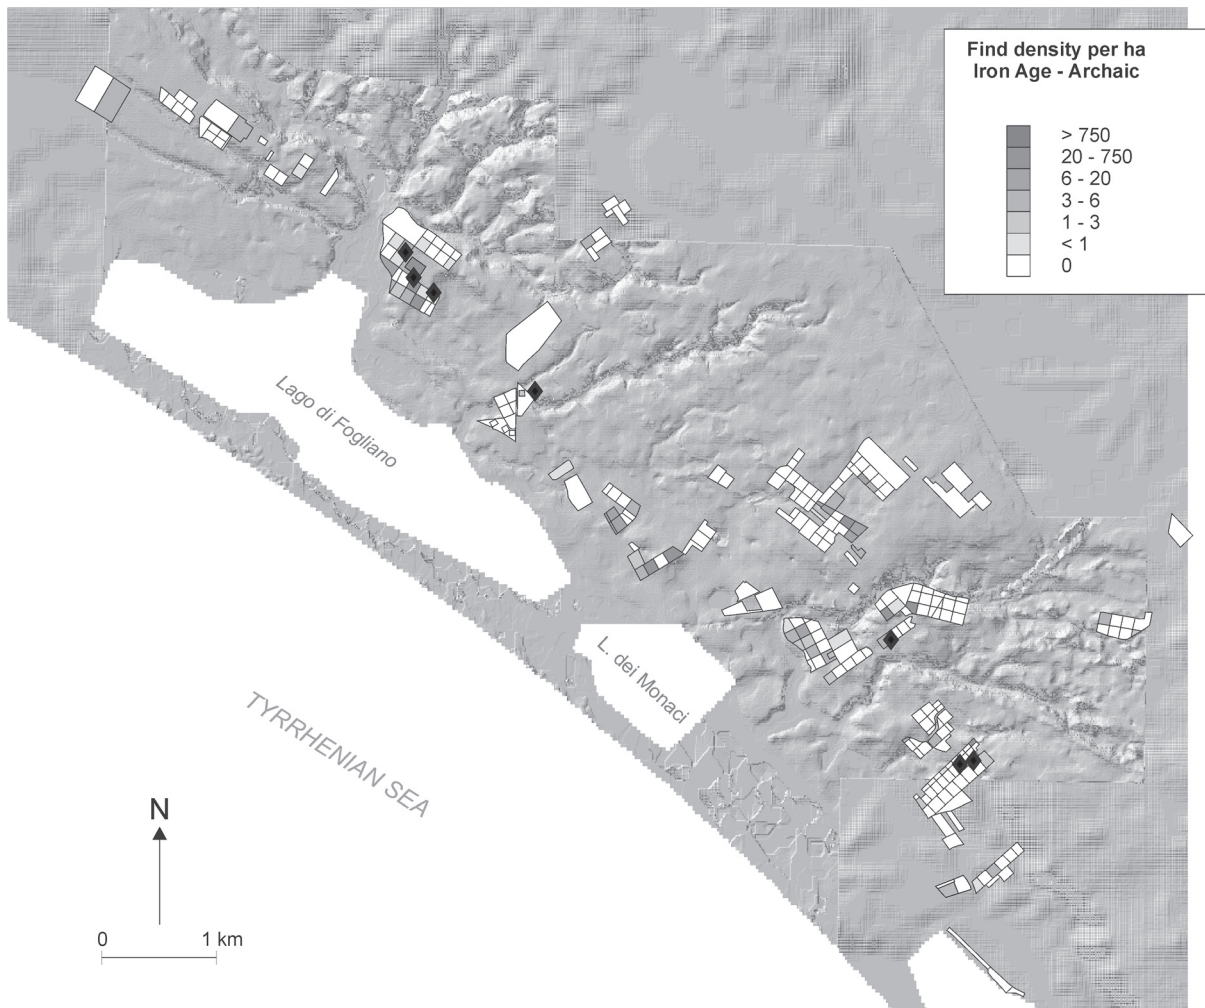 Find density per ha
Iron Age - Archaic
> 750
20 - 750
6 - 20
3 - 6
1 - 3
< 1
0
Lago di Fogliano
L. dei Monaci
TYRRHENIAN SEA
N
0 1 km